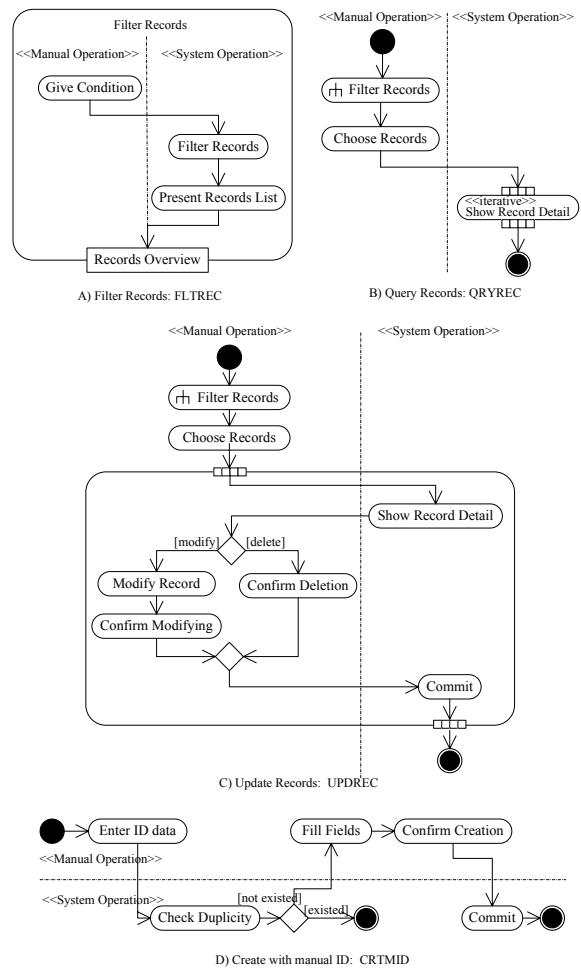 Filter Records
<<Manual Operation>>
<<System Operation>>
Give Condition
Filter Records
Present Records List
Records Overview
A) Filter Records: FLTREC
<<Manual Operation>>
<<System Operation>>
Filter Records
Choose Records
<<iterative>>
Show Record Detail
B) Query Records: QRYREC
<<Manual Operation>>
<<System Operation>>
Filter Records
Choose Records
Show Record Detail
[modify]
[delete]
Modify Record
Confirm Deletion
Confirm Modifying
Commit
C) Update Records: UPDREC
Enter ID data
Fill Fields
Confirm Creation
<<Manual Operation>>
<<System Operation>>
[not existed]
[existed]
Check Duplicity
Commit
D) Create with manual ID: CRTMID